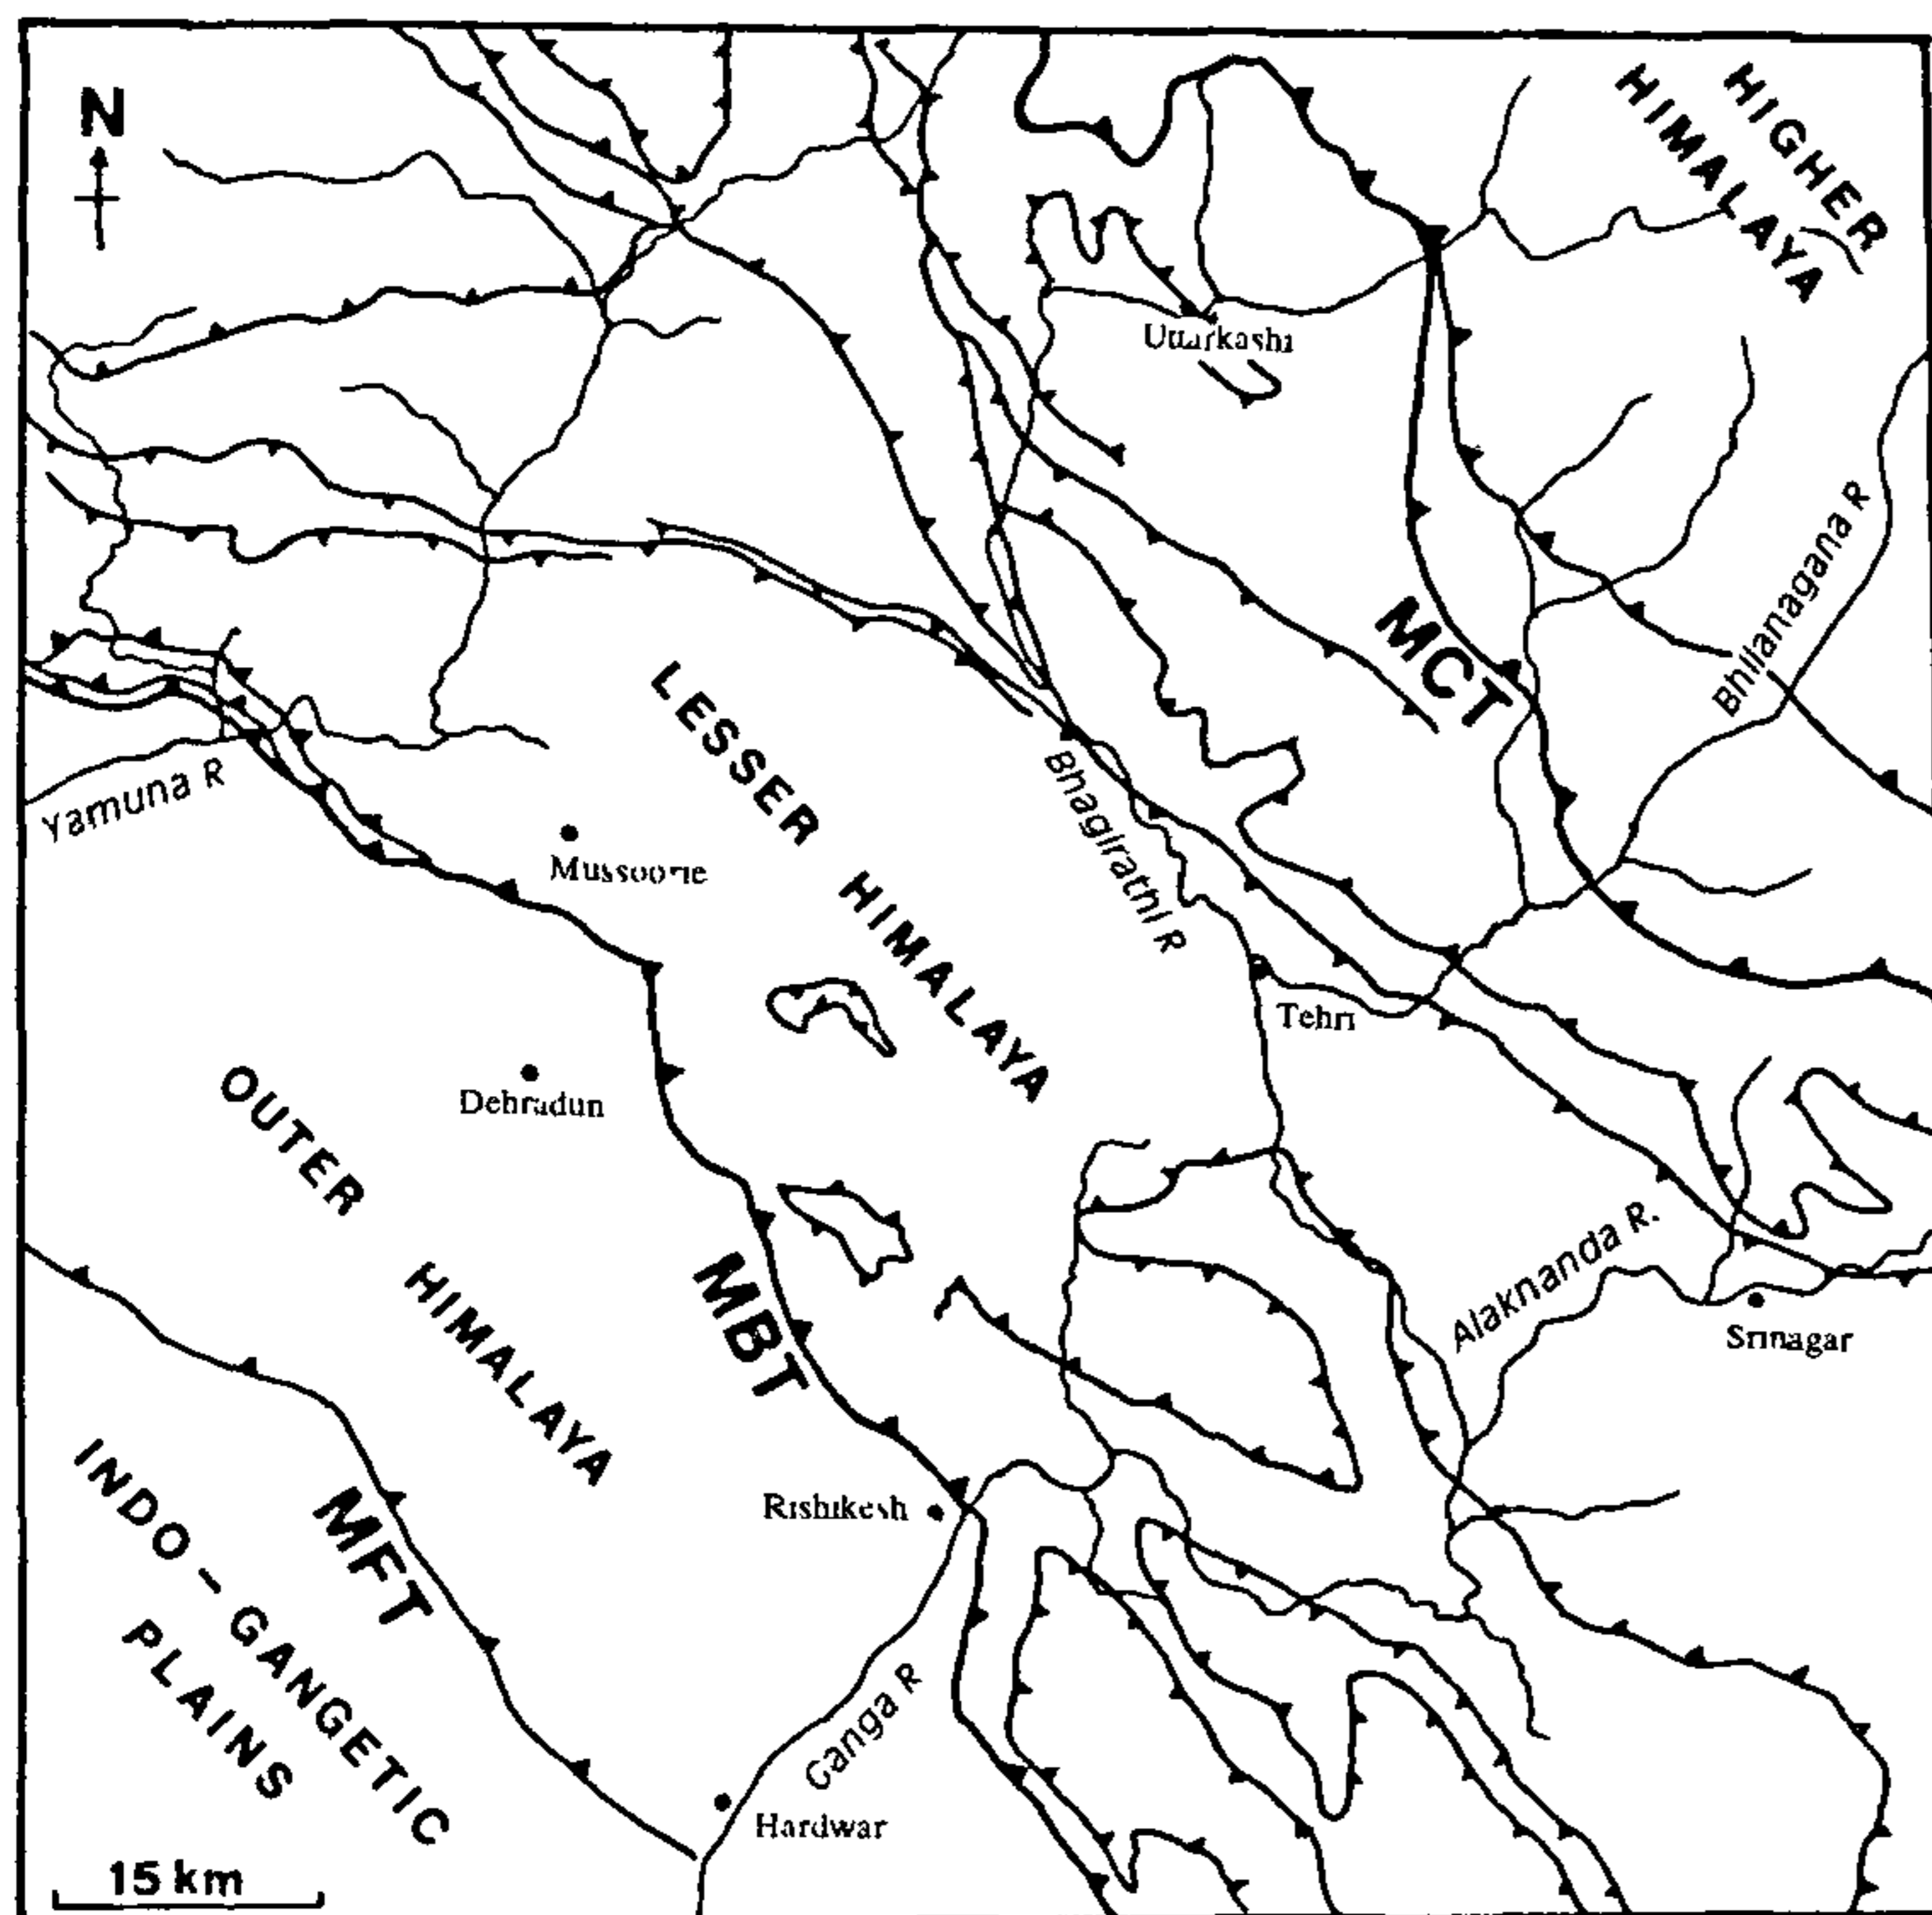 N
HIGHER
HIMALAYA
Uttarkashi
Bhilanagana R
MCT
LESSER HIMALAYA
Yamuna R
Mussoorie
Bhagirathi R
Tehri
Dehradun
OUTER HIMALAYA
MBT
Alaknanda R.
Srinagar
Rishikesh
MFT
INDO-GANGETIC
PLAINS
Ganga R
Hardwar
15 km